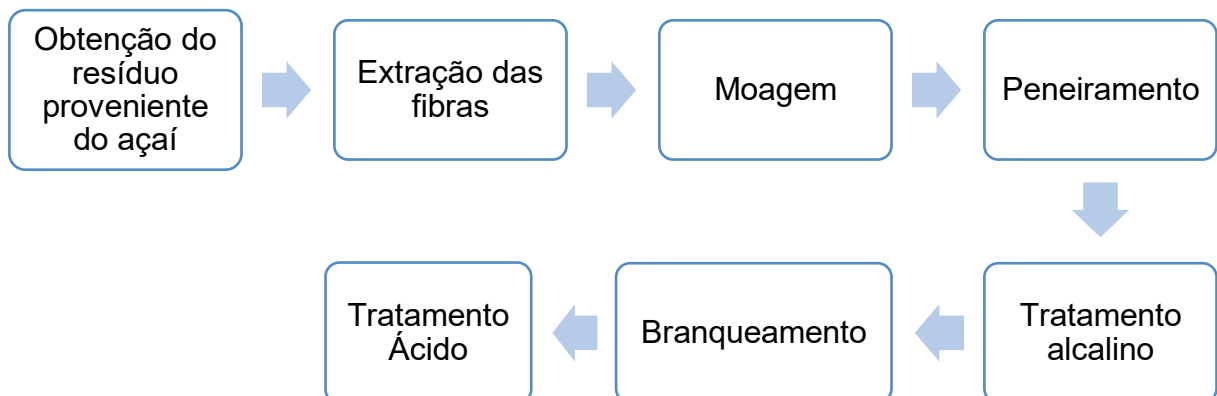 Obtenção do
resíduo
proveniente
do açaí
Extração das
fibras
Moagem
Peneiramento
Tratamento
alcalino
Branqueamento
Tratamento
Ácido